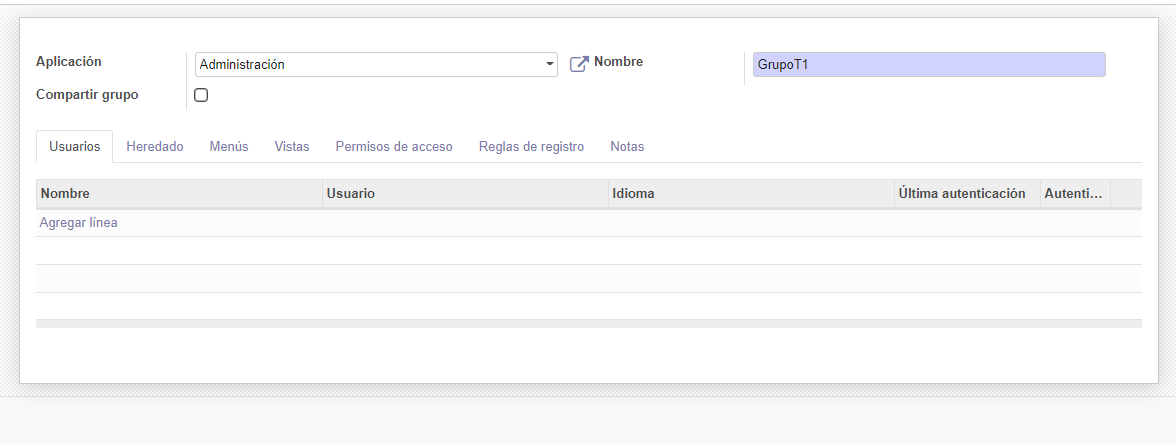 Aplicación Administración Nombre GrupoT1
Compartir grupo
Usuarios Heredado Menús Vistas Permisos de acceso Reglas de registro Notas
Nombre Usuario Idioma Última autenticación Autenti...
Agregar línea